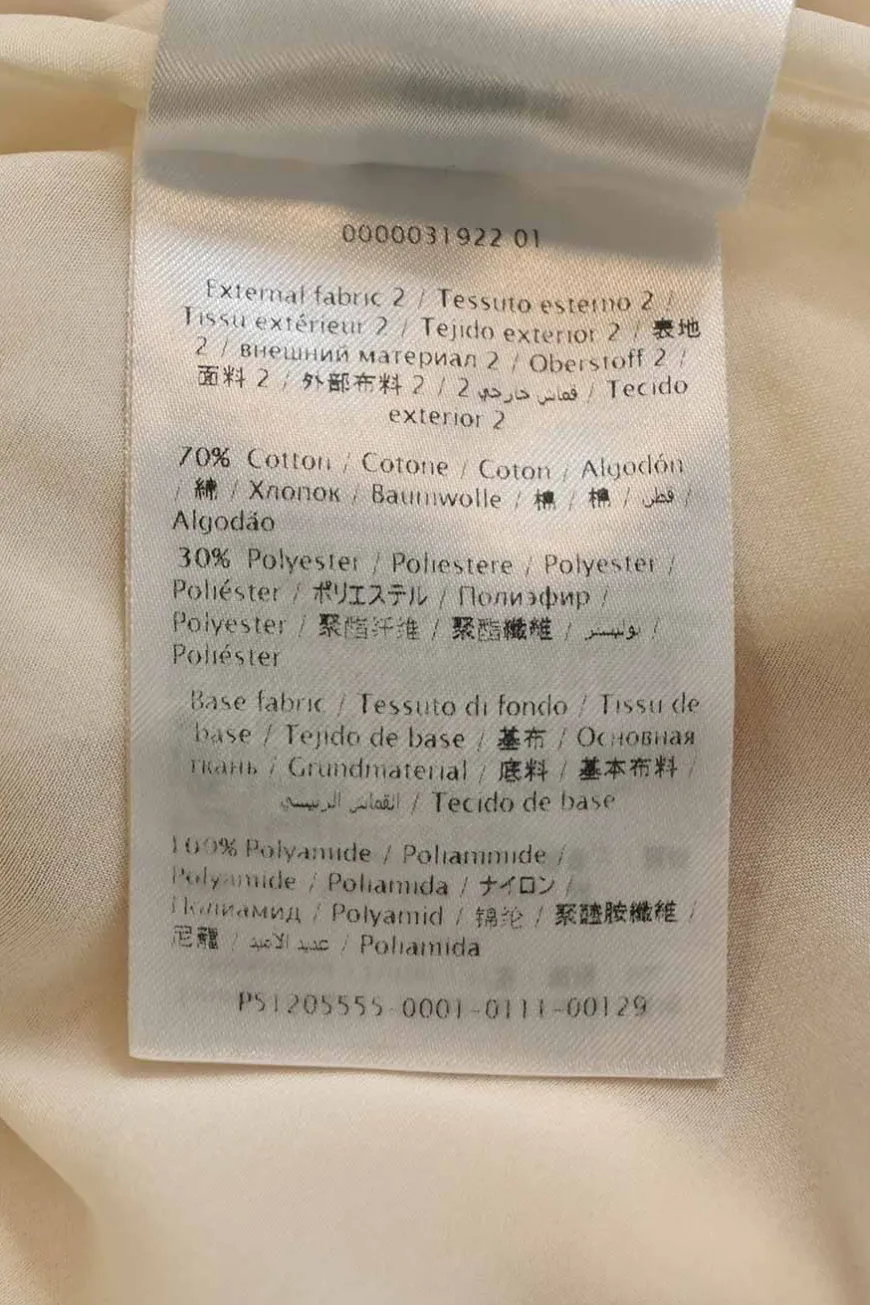 0000031922 01
External fabric 2 / Tessuto esterno 2 /
Tissu extérieur 2 / Tejido exterior 2 / 表地
2 / внешний материал 2 / Oberstoff 2 /
面料 2 / 外部布料 2 / 2 قماش خارجي / Tecido
exterior 2
70% Cotton / Cotone / Coton / Algodón
/ 綿 / Хлопок / Baumwolle / 棉 / 棉 / قطن /
Algodão
30% Polyester / Poliestere / Polyester /
Poliéster / ポリエステル / Полиэфир /
Polyester / 聚酯纤维 / 聚酯纖維 / بوليستر /
Poliéster
Base fabric / Tessuto di fondo / Tissu de
base / Tejido de base / 基布 / Основная
ткань / Grundmaterial / 底料 / 基本布料 /
القماش الرئيسي / Tecido de base
100% Polyamide / Poliammide /
Polyamide / Poliamida / ナイロン /
Полиамид / Polyamid / 锦纶 / 聚醯胺纖維 /
尼龍 / عديد الاميد / Poliamida
PS1205555-0001-0111-00129